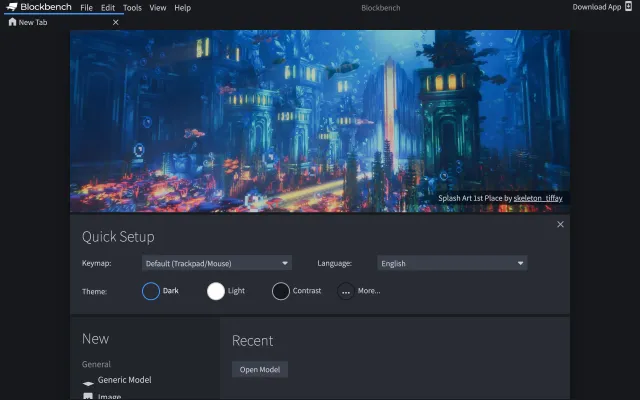 Blockbench File Edit Tools View Help Blockbench Download App
New Tab
Splash Art 1st Place by skeleton_tiffay
Quick Setup
Keymap: Default (Trackpad/Mouse) Language: English
Theme: Dark Light Contrast ... More...
New Recent
General
Open Model
Generic Model
Image